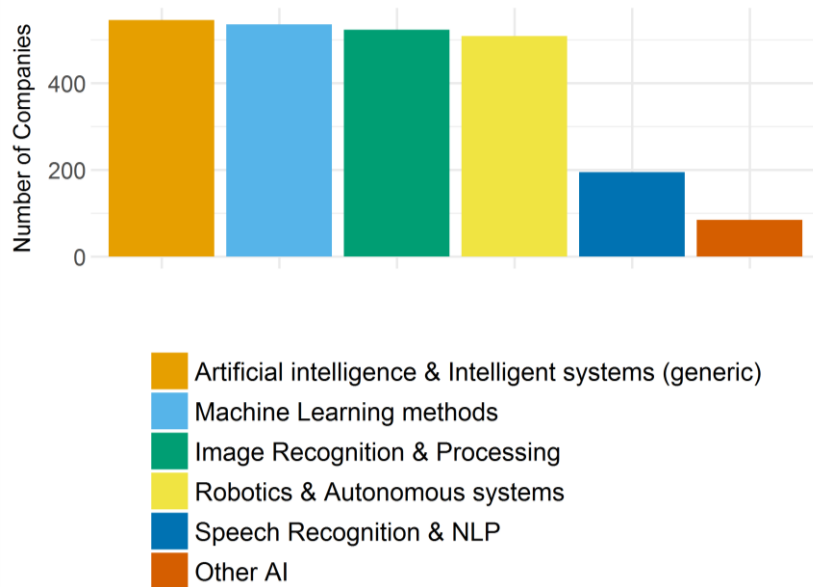 Number of Companies
400
200
0
Artificial intelligence & Intelligent systems (generic)
Machine Learning methods
Image Recognition & Processing
Robotics & Autonomous systems
Speech Recognition & NLP
Other AI